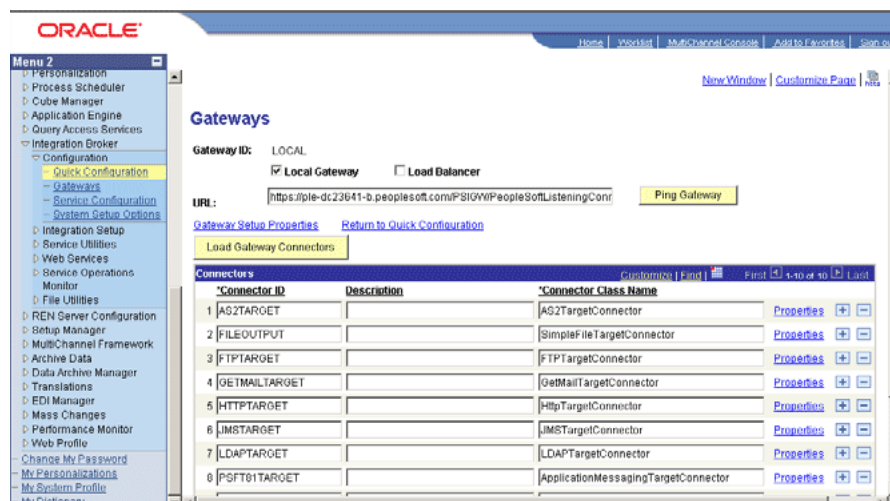 ORACLE
Home | Worklist | MultiChannel Console | Add to Favorites | Sign o
Menu 2
Personalization
Process Scheduler
Cube Manager
Application Engine
Query Access Services
Integration Broker
Configuration
Quick Configuration
Gateways
Service Configuration
System Setup Options
Integration Setup
Service Utilities
Web Services
Service Operations
Monitor
File Utilities
REN Server Configuration
Setup Manager
MultiChannel Framework
Archive Data
Data Archive Manager
Translations
EDI Manager
Mass Changes
Performance Monitor
Web Profile
Change My Password
My Personalizations
My System Profile
My Dictionary
New Window | Customize Page |
Gateways
Gateway ID: LOCAL
Local Gateway Load Balancer
URL: https://ple-dc23641-b.peoplesoft.com/PSIGW/PeopleSoftListeningConr Ping Gateway
Gateway Setup Properties Return to Quick Configuration
Load Gateway Connectors
Connectors Customize | Find | First 1-10 of 10 Last
*Connector ID Description *Connector Class Name
1 AS2TARGET AS2TargetConnector Properties
2 FILEOUTPUT SimpleFileTargetConnector Properties
3 FTPTARGET FTPTargetConnector Properties
4 GETMAILTARGET GetMailTargetConnector Properties
5 HTTPTARGET HttpTargetConnector Properties
6 JMSTARGET JMSTargetConnector Properties
7 LDAPTARGET LDAPTargetConnector Properties
8 PSFT81TARGET ApplicationMessagingTargetConnector Properties